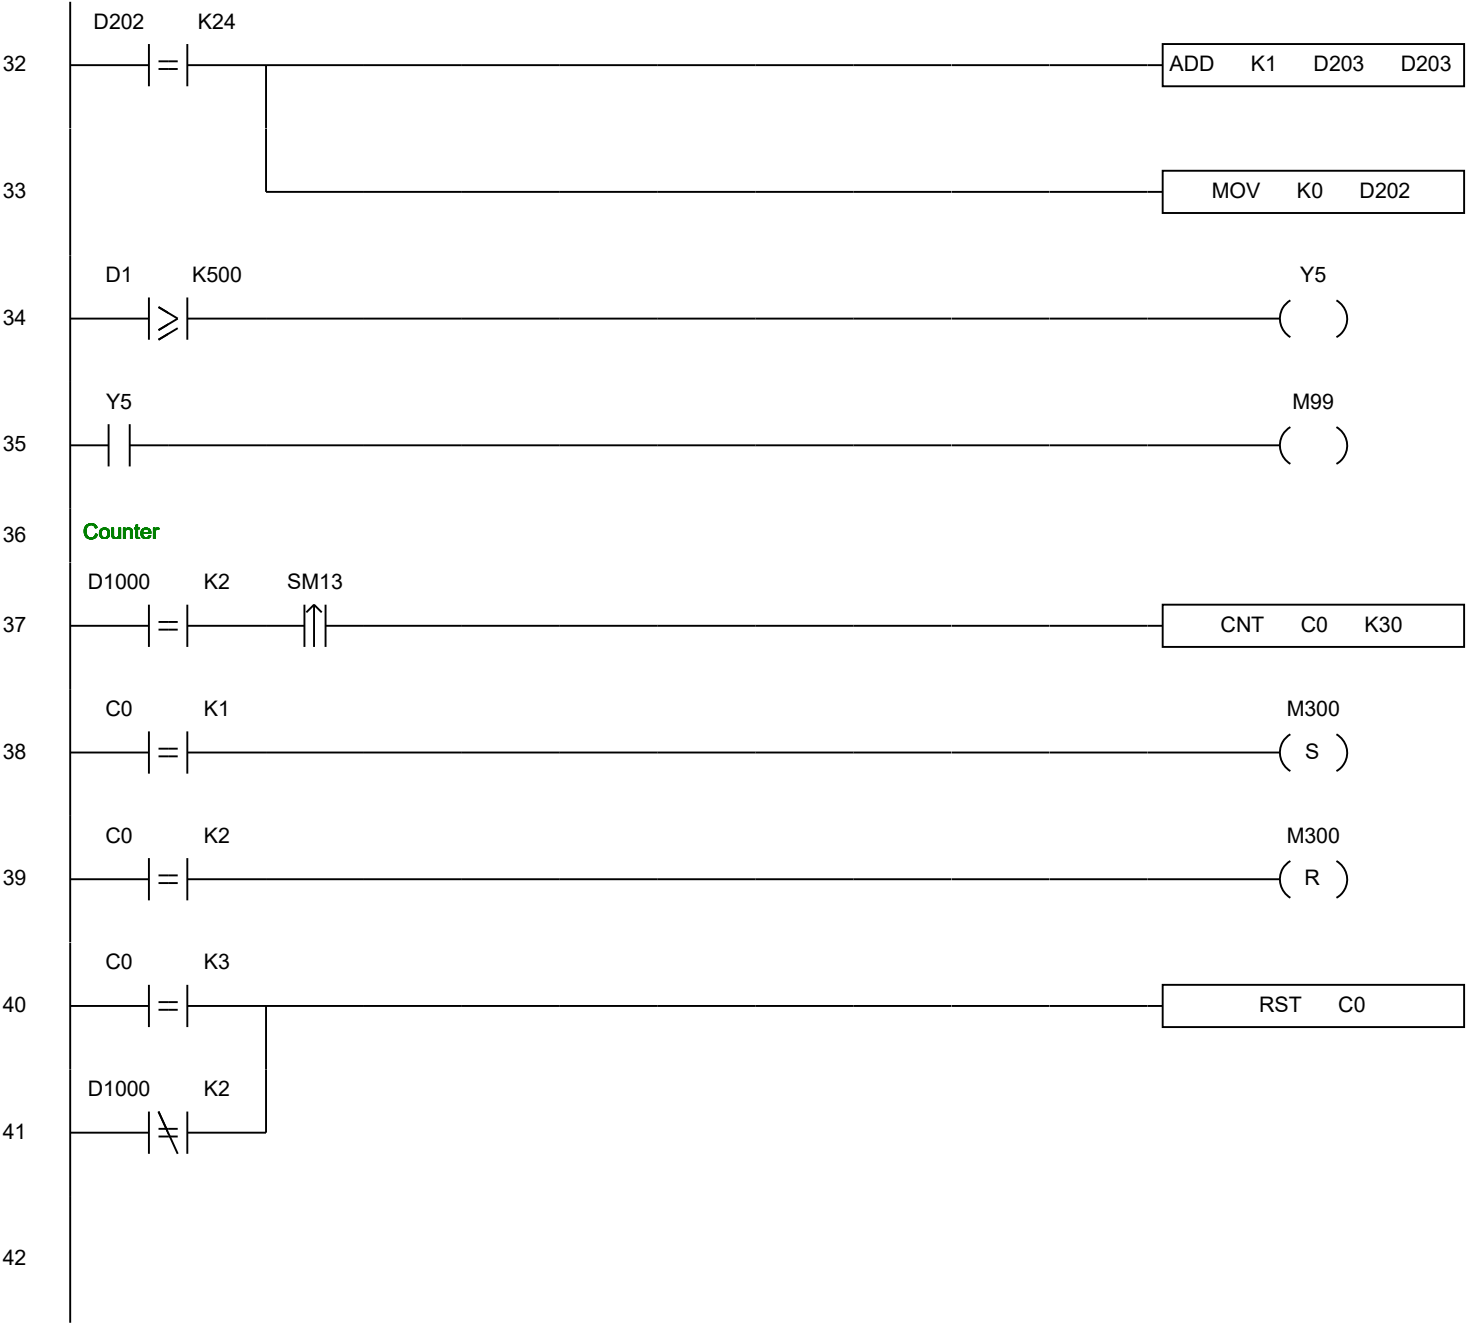 D202 K24
32 = ADD K1 D203 D203
33 MOV K0 D202
D1 K500 Y5
34 ( )
Y5 M99
35 ( )
36 Counter
D1000 K2 SM13
37 = CNT C0 K30
C0 K1 M300
38 = ( S )
C0 K2 M300
39 = ( R )
C0 K3
40 = RST C0
D1000 K2
41
42